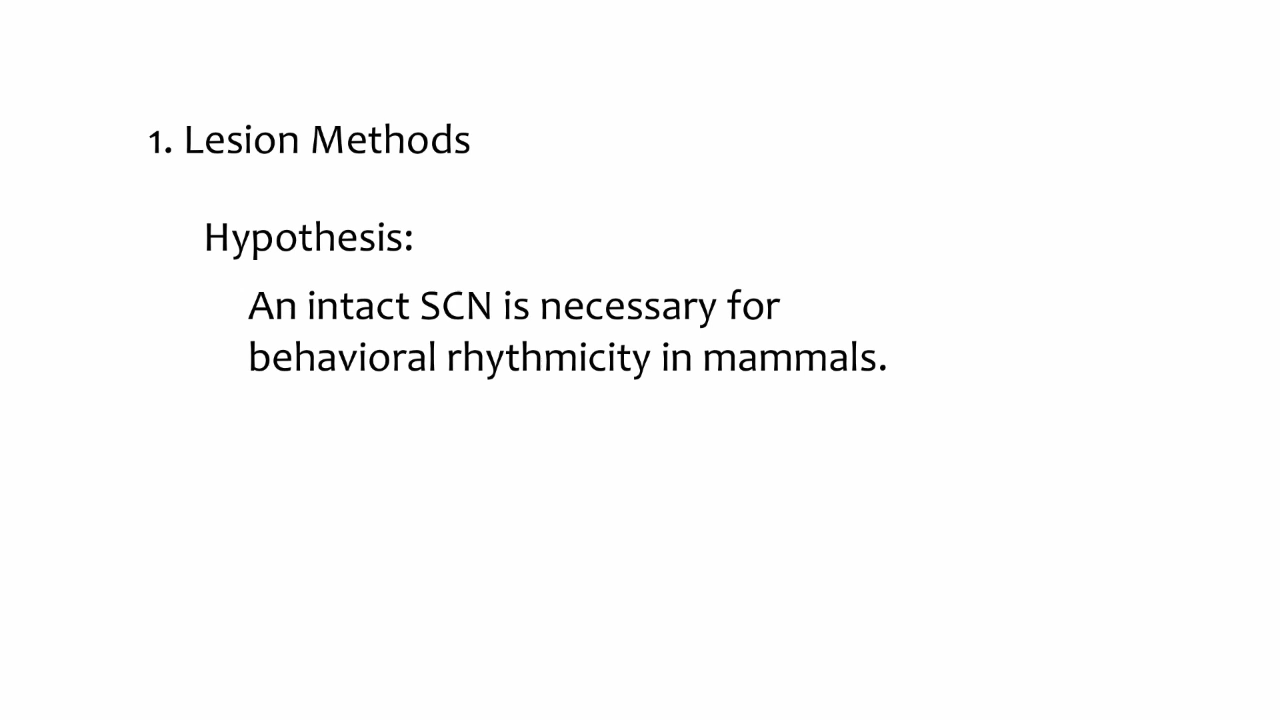 1. Lesion Methods
Hypothesis:
An intact SCN is necessary for
behavioral rhythmicity in mammals.